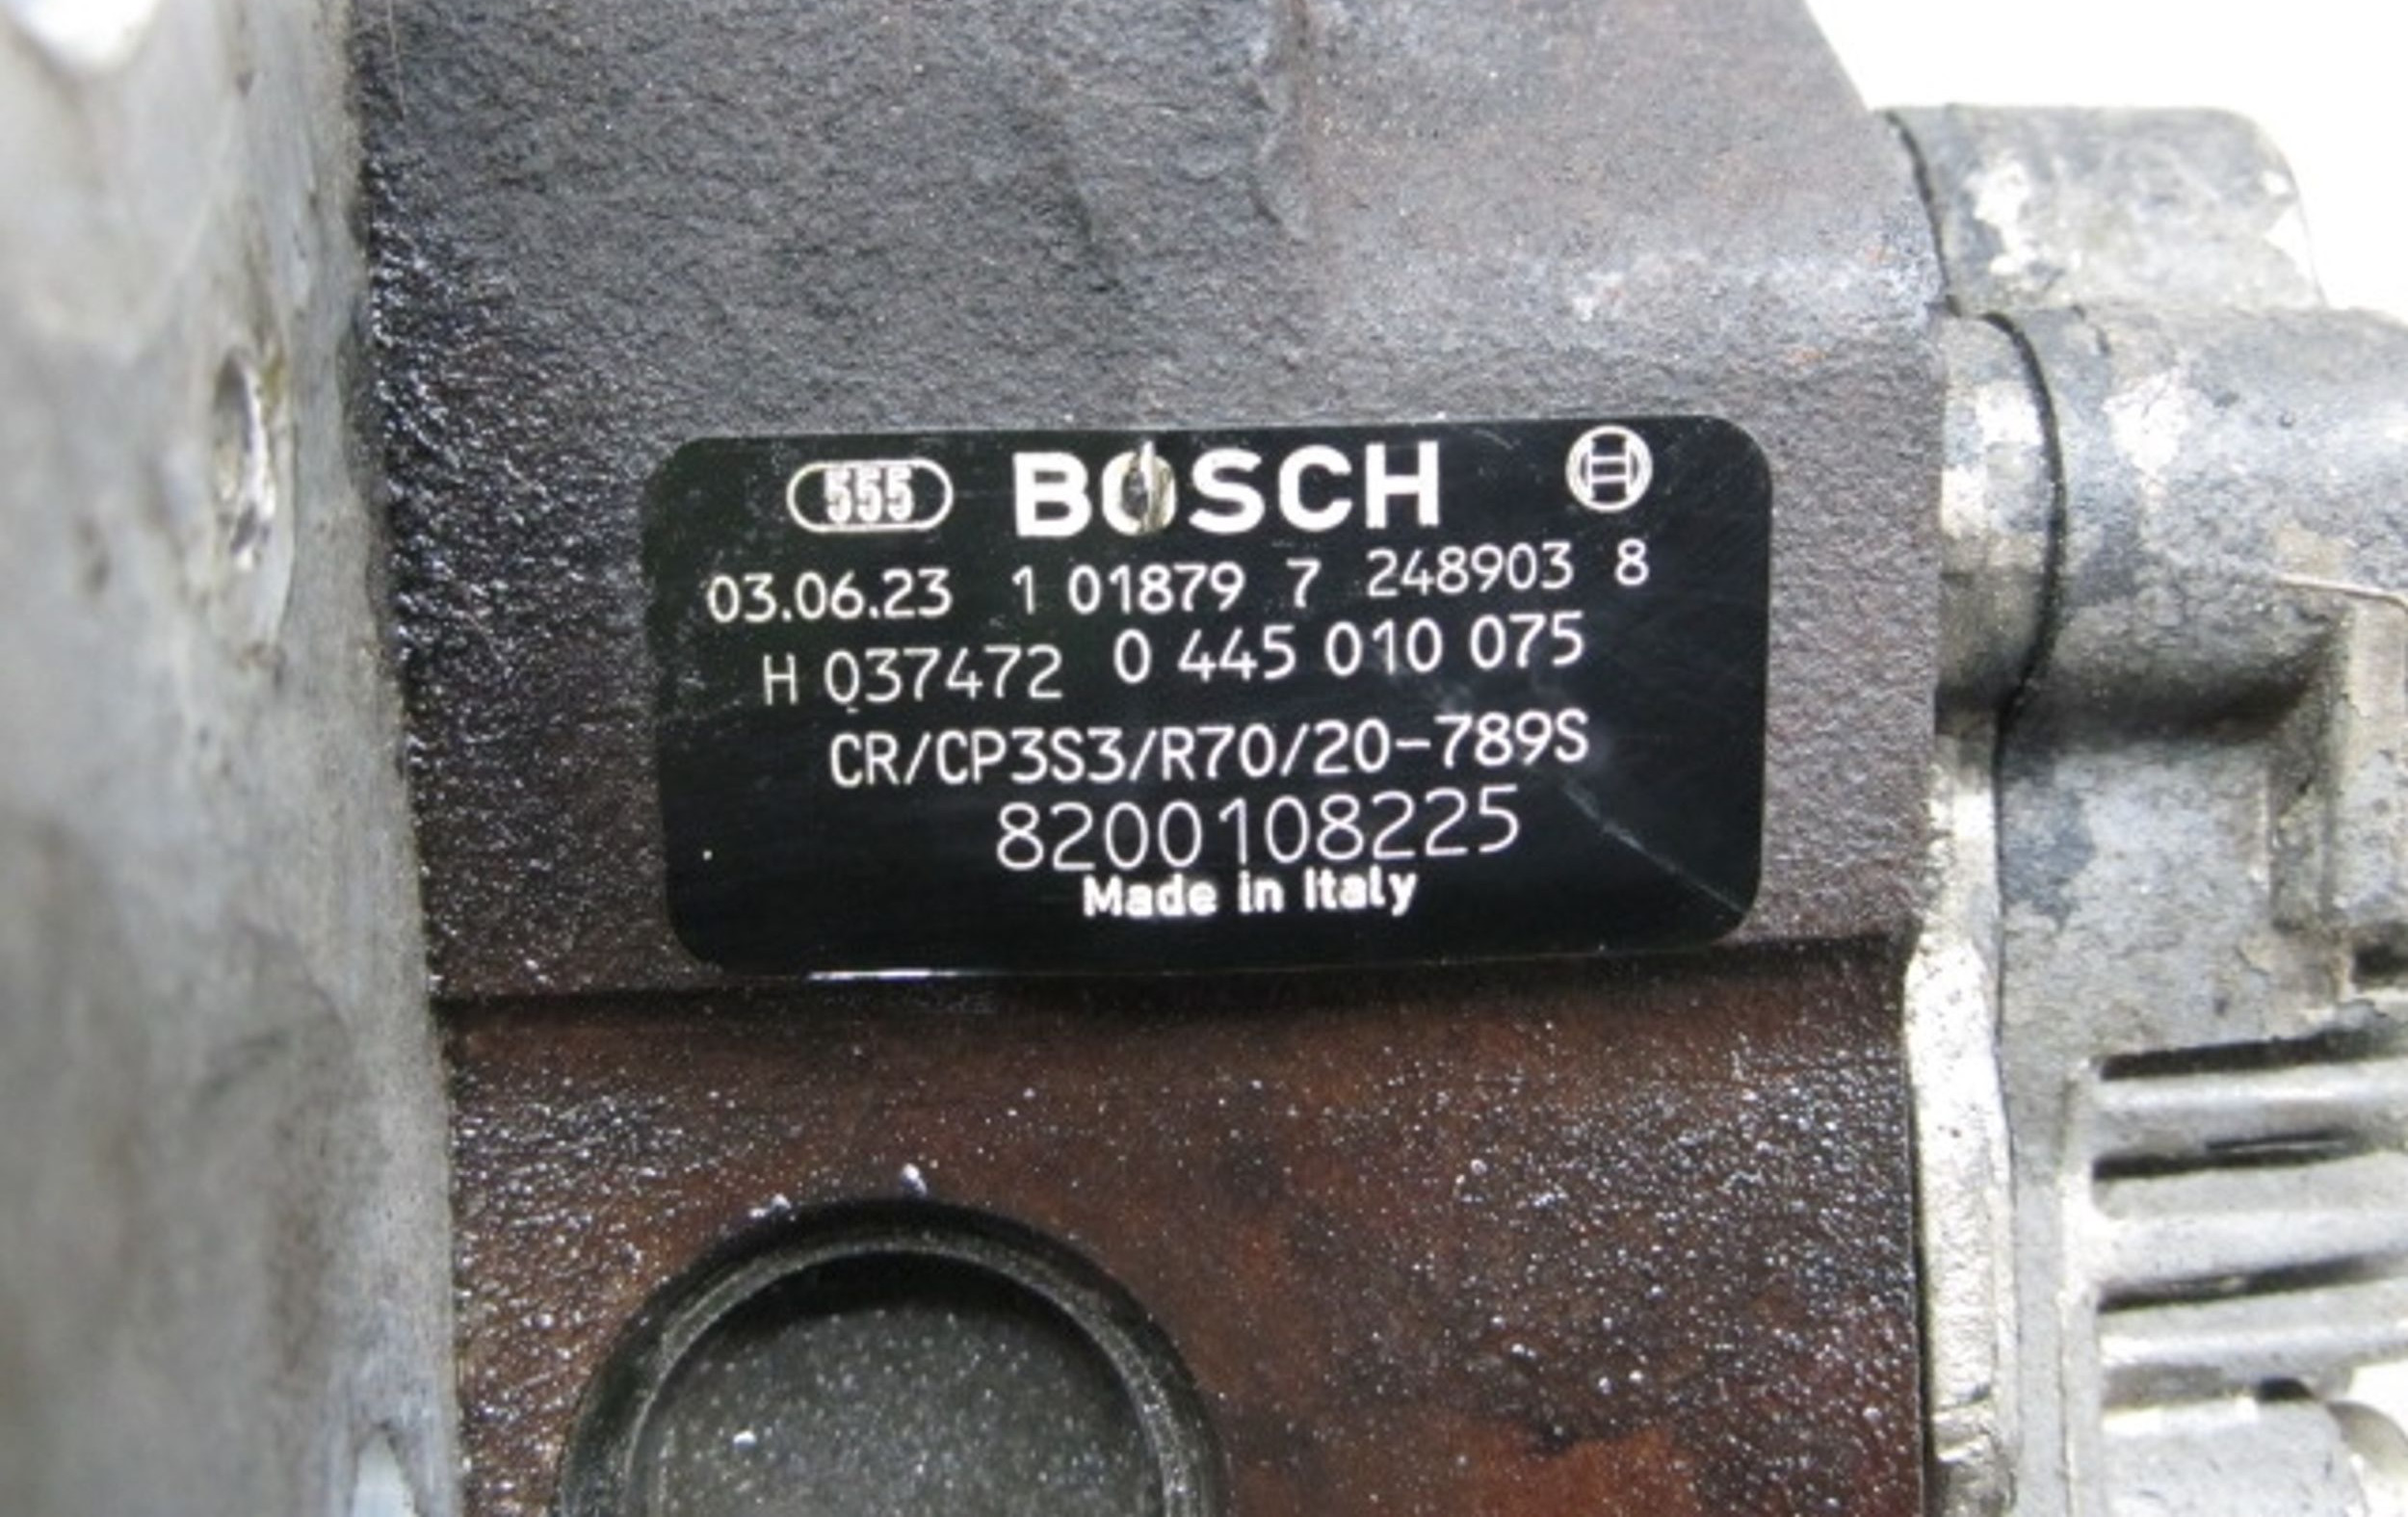 555 BOSCH
03.06.23 1 01879 7 248903 8
H 037472 0 445 010 075
CR/CP3S3/R70/20-789S
8200108225
Made in Italy